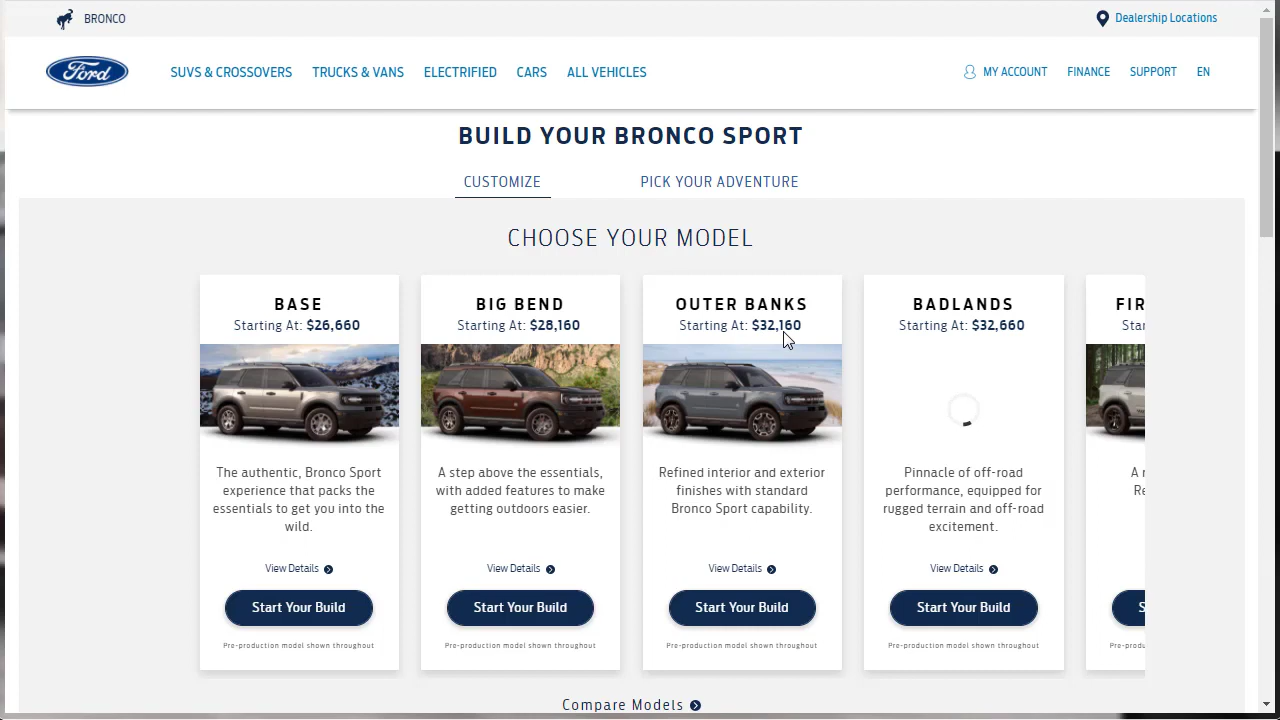 BRONCO
Dealership Locations
Ford
SUVS & CROSSOVERS
TRUCKS & VANS
ELECTRIFIED
CARS
ALL VEHICLES
MY ACCOUNT
FINANCE
SUPPORT
EN
BUILD YOUR BRONCO SPORT
CUSTOMIZE
PICK YOUR ADVENTURE
CHOOSE YOUR MODEL
BASE
Starting At: $26,660
The authentic, Bronco Sport
experience that packs the
essentials to get you into the
wild.
View Details
Start Your Build
Pre-production model shown throughout
BIG BEND
Starting At: $28,160
A step above the essentials,
with added features to make
getting outdoors easier.
View Details
Start Your Build
Pre-production model shown throughout
OUTER BANKS
Starting At: $32,160
Refined interior and exterior
finishes with standard
Bronco Sport capability.
View Details
Start Your Build
Pre-production model shown throughout
BADLANDS
Starting At: $32,660
Pinnacle of off-road
performance, equipped for
rugged terrain and off-road
excitement.
View Details
Start Your Build
Pre-production model shown throughout
FIR
Star
A
Re
S
Pre-produ
Compare Models